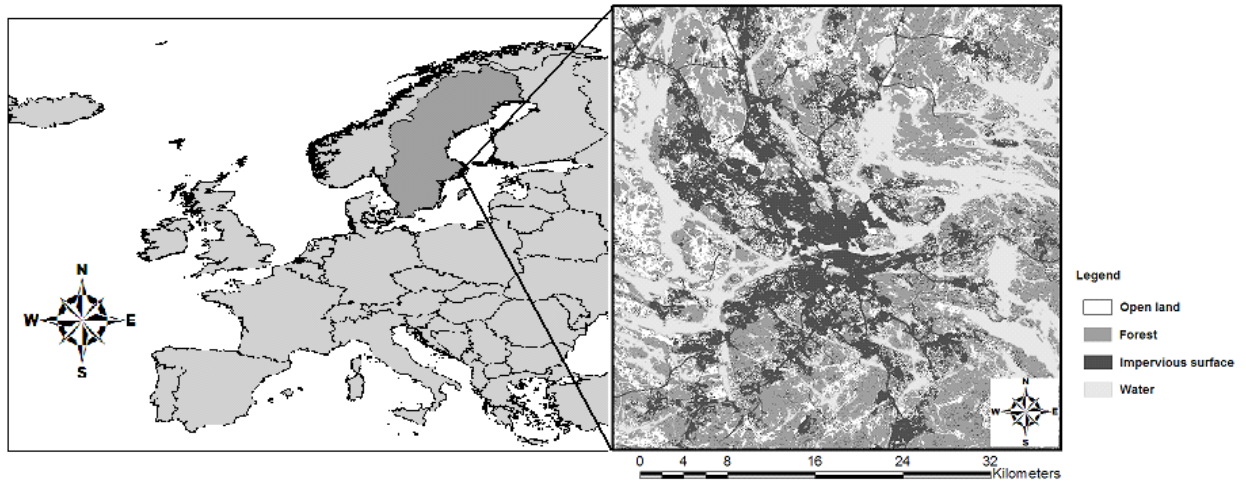 N
W E
S
Legend
Open land
Forest
Impervious surface
Water
N
W E
S
0 4 8 16 24 32
Kilometers